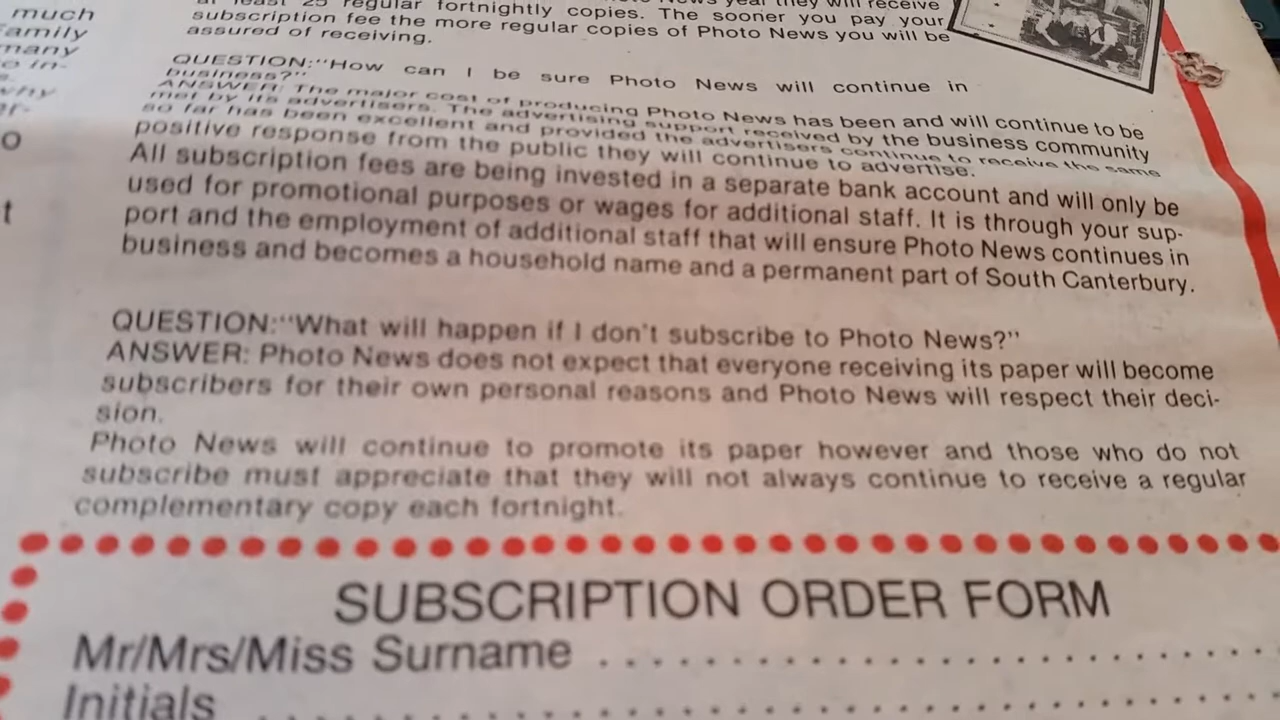 much
family
many
why
at least 25 regular fortnightly copies. The sooner you pay your
subscription fee the more regular copies of Photo News you will be
assured of receiving.
QUESTION:"How can I be sure Photo News will continue in
business?"
ANSWER: The major cost of producing Photo News has been and will continue to be
met by its advertisers. The advertising support received by the business community
so far has been excellent and provided the advertisers continue to receive the same
positive response from the public they will continue to advertise.
All subscription fees are being invested in a separate bank account and will only be
used for promotional purposes or wages for additional staff. It is through your sup-
port and the employment of additional staff that will ensure Photo News continues in
business and becomes a household name and a permanent part of South Canterbury.
QUESTION:"What will happen if I don't subscribe to Photo News?"
ANSWER: Photo News does not expect that everyone receiving its paper will become
subscribers for their own personal reasons and Photo News will respect their deci-
sion.
Photo News will continue to promote its paper however and those who do not
subscribe must appreciate that they will not always continue to receive a regular
complementary copy each fortnight.
SUBSCRIPTION ORDER FORM
Mr/Mrs/Miss Surname
Initials